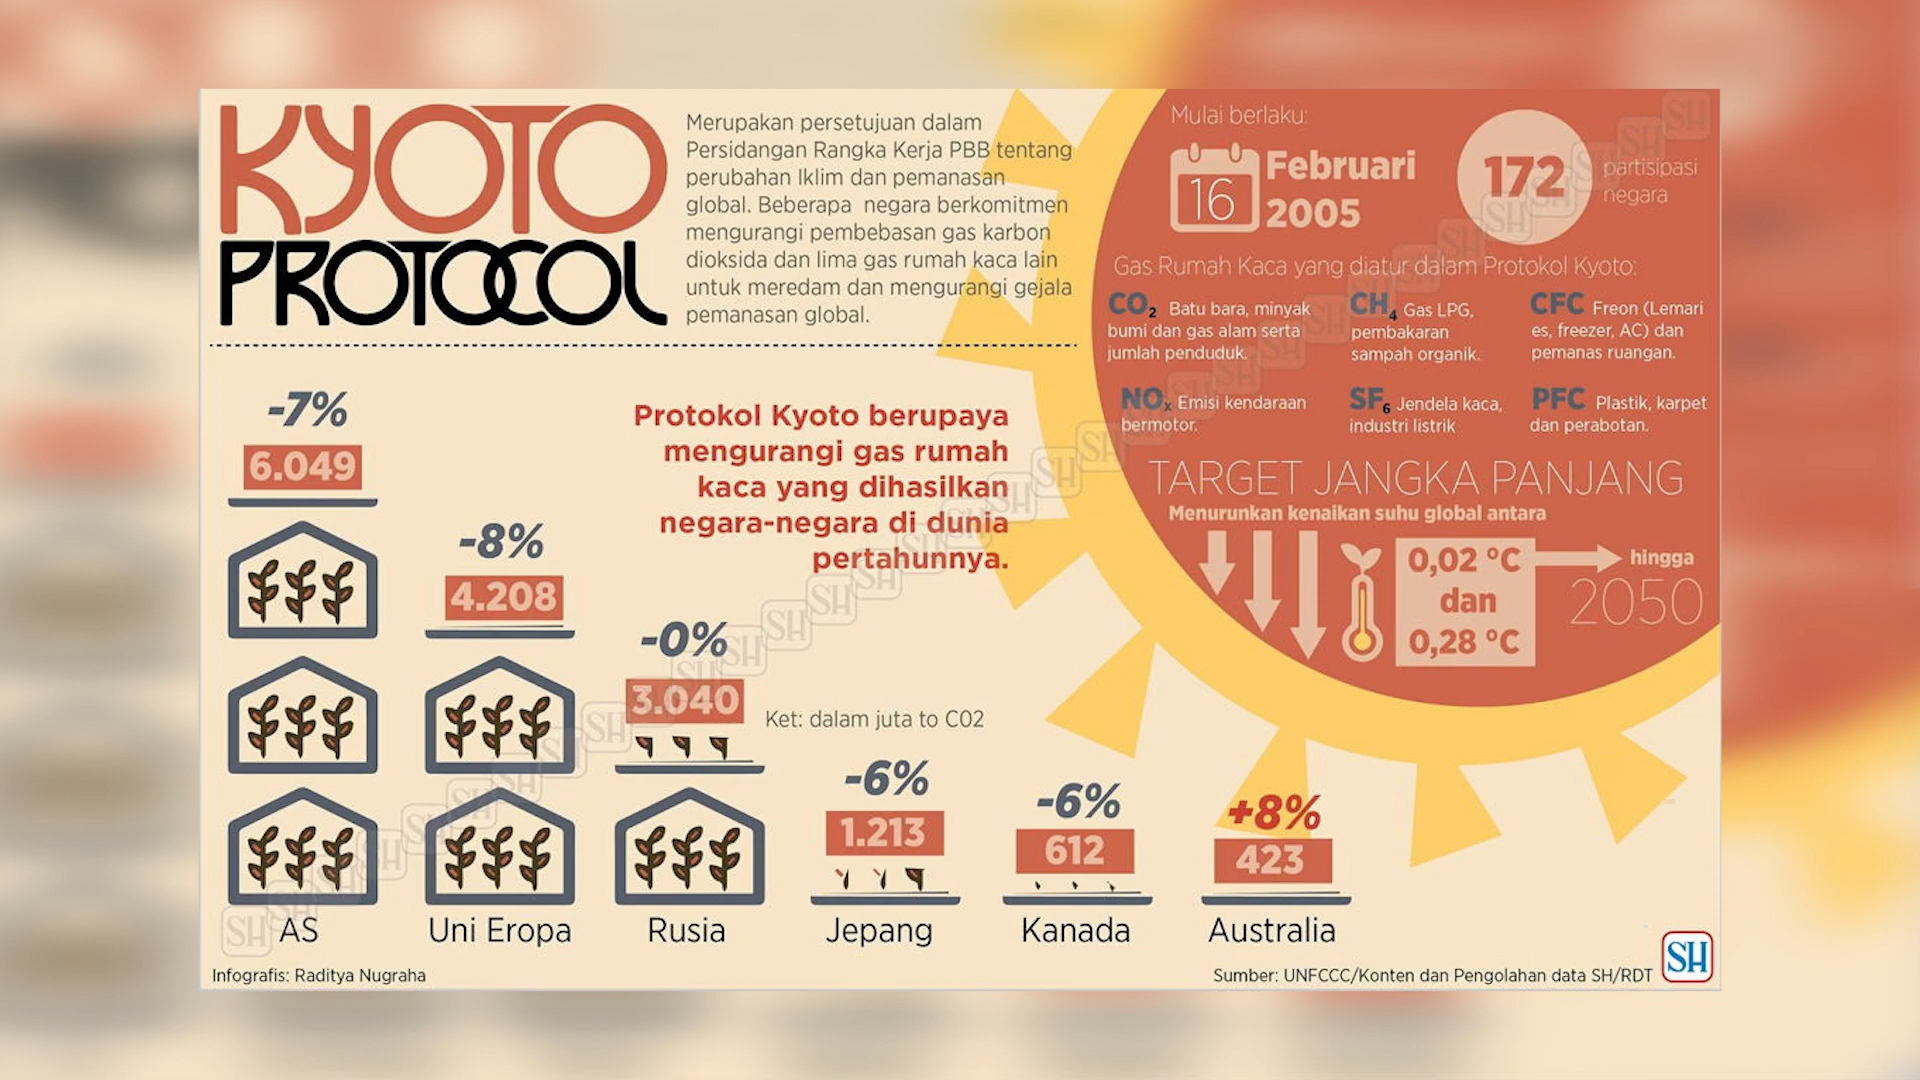 KYOTO
PROTOCOL
Merupakan persetujuan dalam
Persidangan Rangka Kerja PBB tentang
perubahan Iklim dan pemanasan
global. Beberapa negara berkomitmen
mengurangi pembebasan gas karbon
dioksida dan lima gas rumah kaca lain
untuk meredam dan mengurangi gejala
pemanasan global.
Mulai berlaku:
16
Februari
2005
172
partisipasi
negara
Gas Rumah Kaca yang diatur dalam Protokol Kyoto:
CO2 Batu bara, minyak
bumi dan gas alam serta
jumlah penduduk.
CH4 Gas LPG,
pembakaran
sampah organik.
CFC Freon (Lemari
es, freezer, AC) dan
pemanas ruangan.
NOx Emisi kendaraan
bermotor.
SF6 Jendela kaca,
industri listrik
PFC Plastik, karpet
dan perabotan.
TARGET JANGKA PANJANG
Menurunkan kenaikan suhu global antara
0,02 °C
dan
0,28 °C
hingga
2050
Protokol Kyoto berupaya
mengurangi gas rumah
kaca yang dihasilkan
negara-negara di dunia
pertahunnya.
-7%
6.049
AS
-8%
4.208
Uni Eropa
-0%
3.040
Rusia
Ket: dalam juta to C02
-6%
1.213
Jepang
-6%
612
Kanada
+8%
423
Australia
Infografis: Raditya Nugraha
Sumber: UNFCCC/Konten dan Pengolahan data SH/RDT
SH